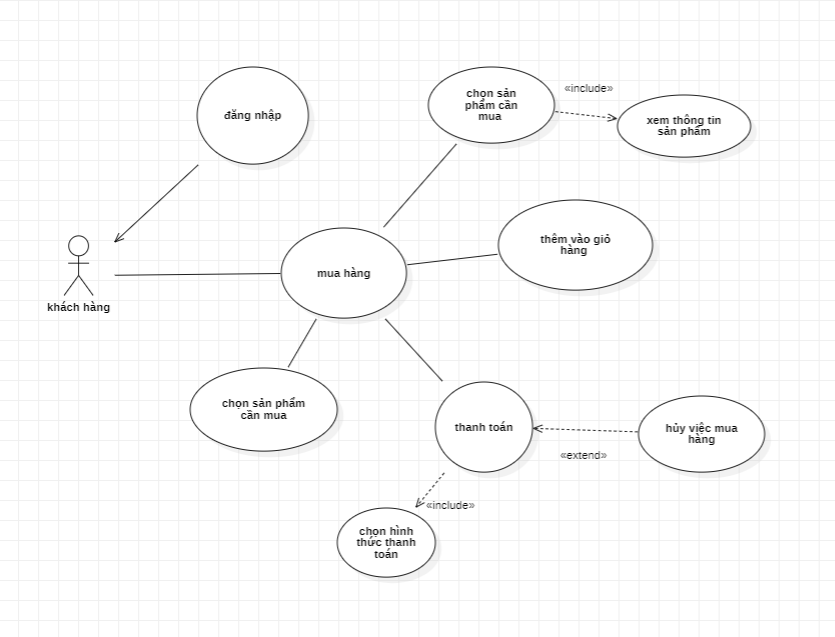 đăng nhập
chọn sản
phẩm cần
mua
«include»
xem thông tin
sản phẩm
thêm vào giỏ
hàng
mua hàng
khách hàng
chọn sản phẩm
cần mua
thanh toán
hủy việc mua
hàng
«extend»
«include»
chọn hình
thức thanh
toán